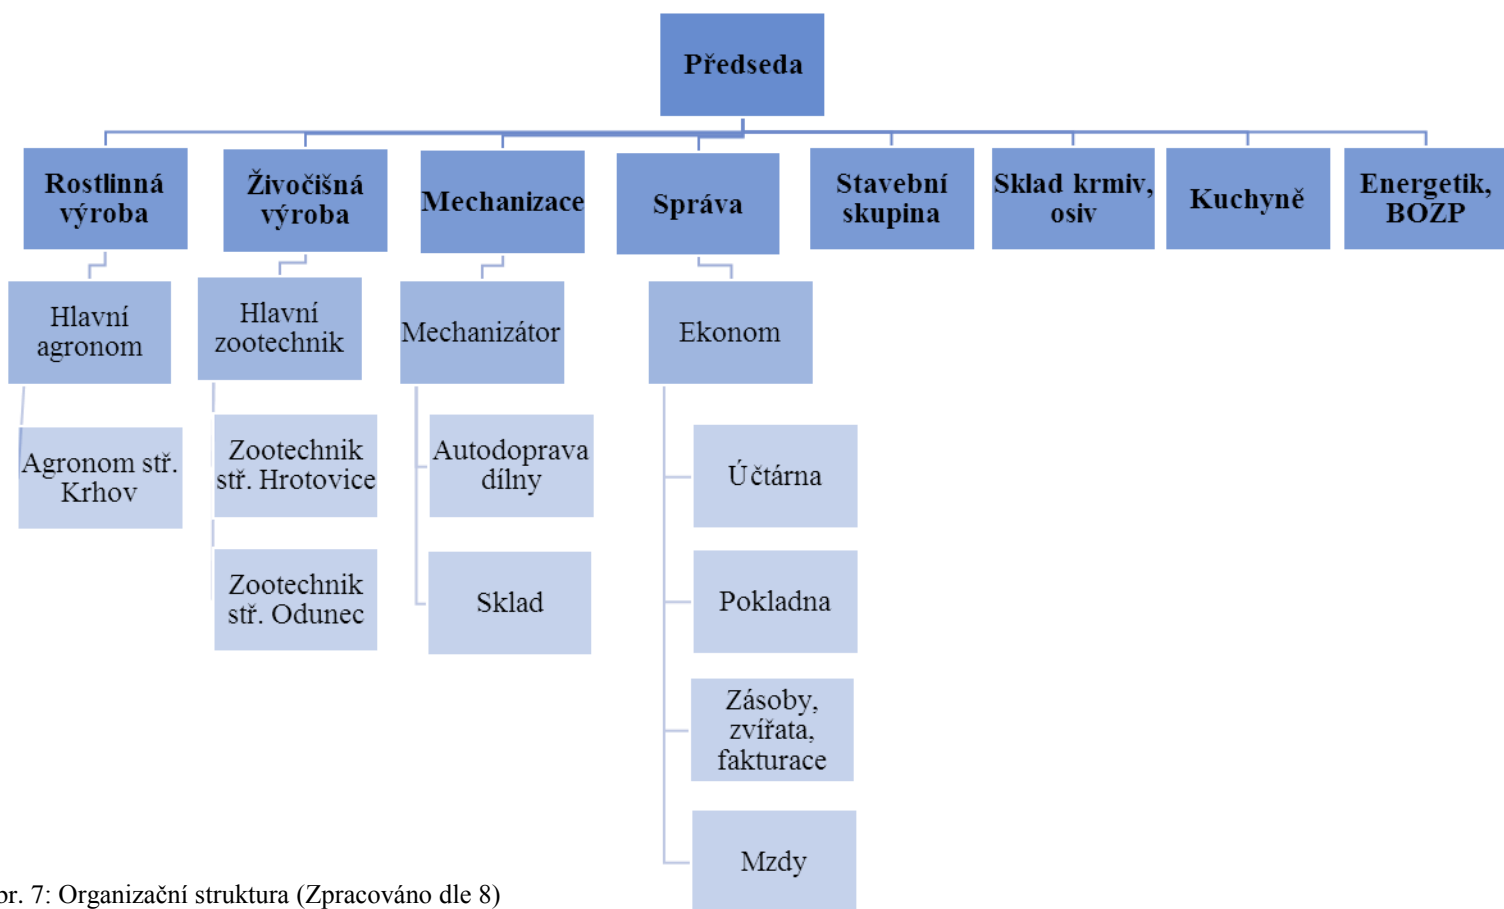 Předseda
Rostlinná
výroba
Živočišná
výroba
Mechanizace
Správa
Stavební
skupina
Sklad krmiv,
osiv
Kuchyně
Energetik,
BOZP
Hlavní
agronom
Hlavní
zootechnik
Mechanizátor
Ekonom
Agronom stř.
Krhov
Zootechnik
stř. Hrotovice
Autodoprava
dílny
Účtárna
Zootechnik
stř. Odunec
Sklad
Pokladna
Zásoby,
zvířata,
fakturace
Mzdy
br. 7: Organizační struktura (Zpracováno dle 8)